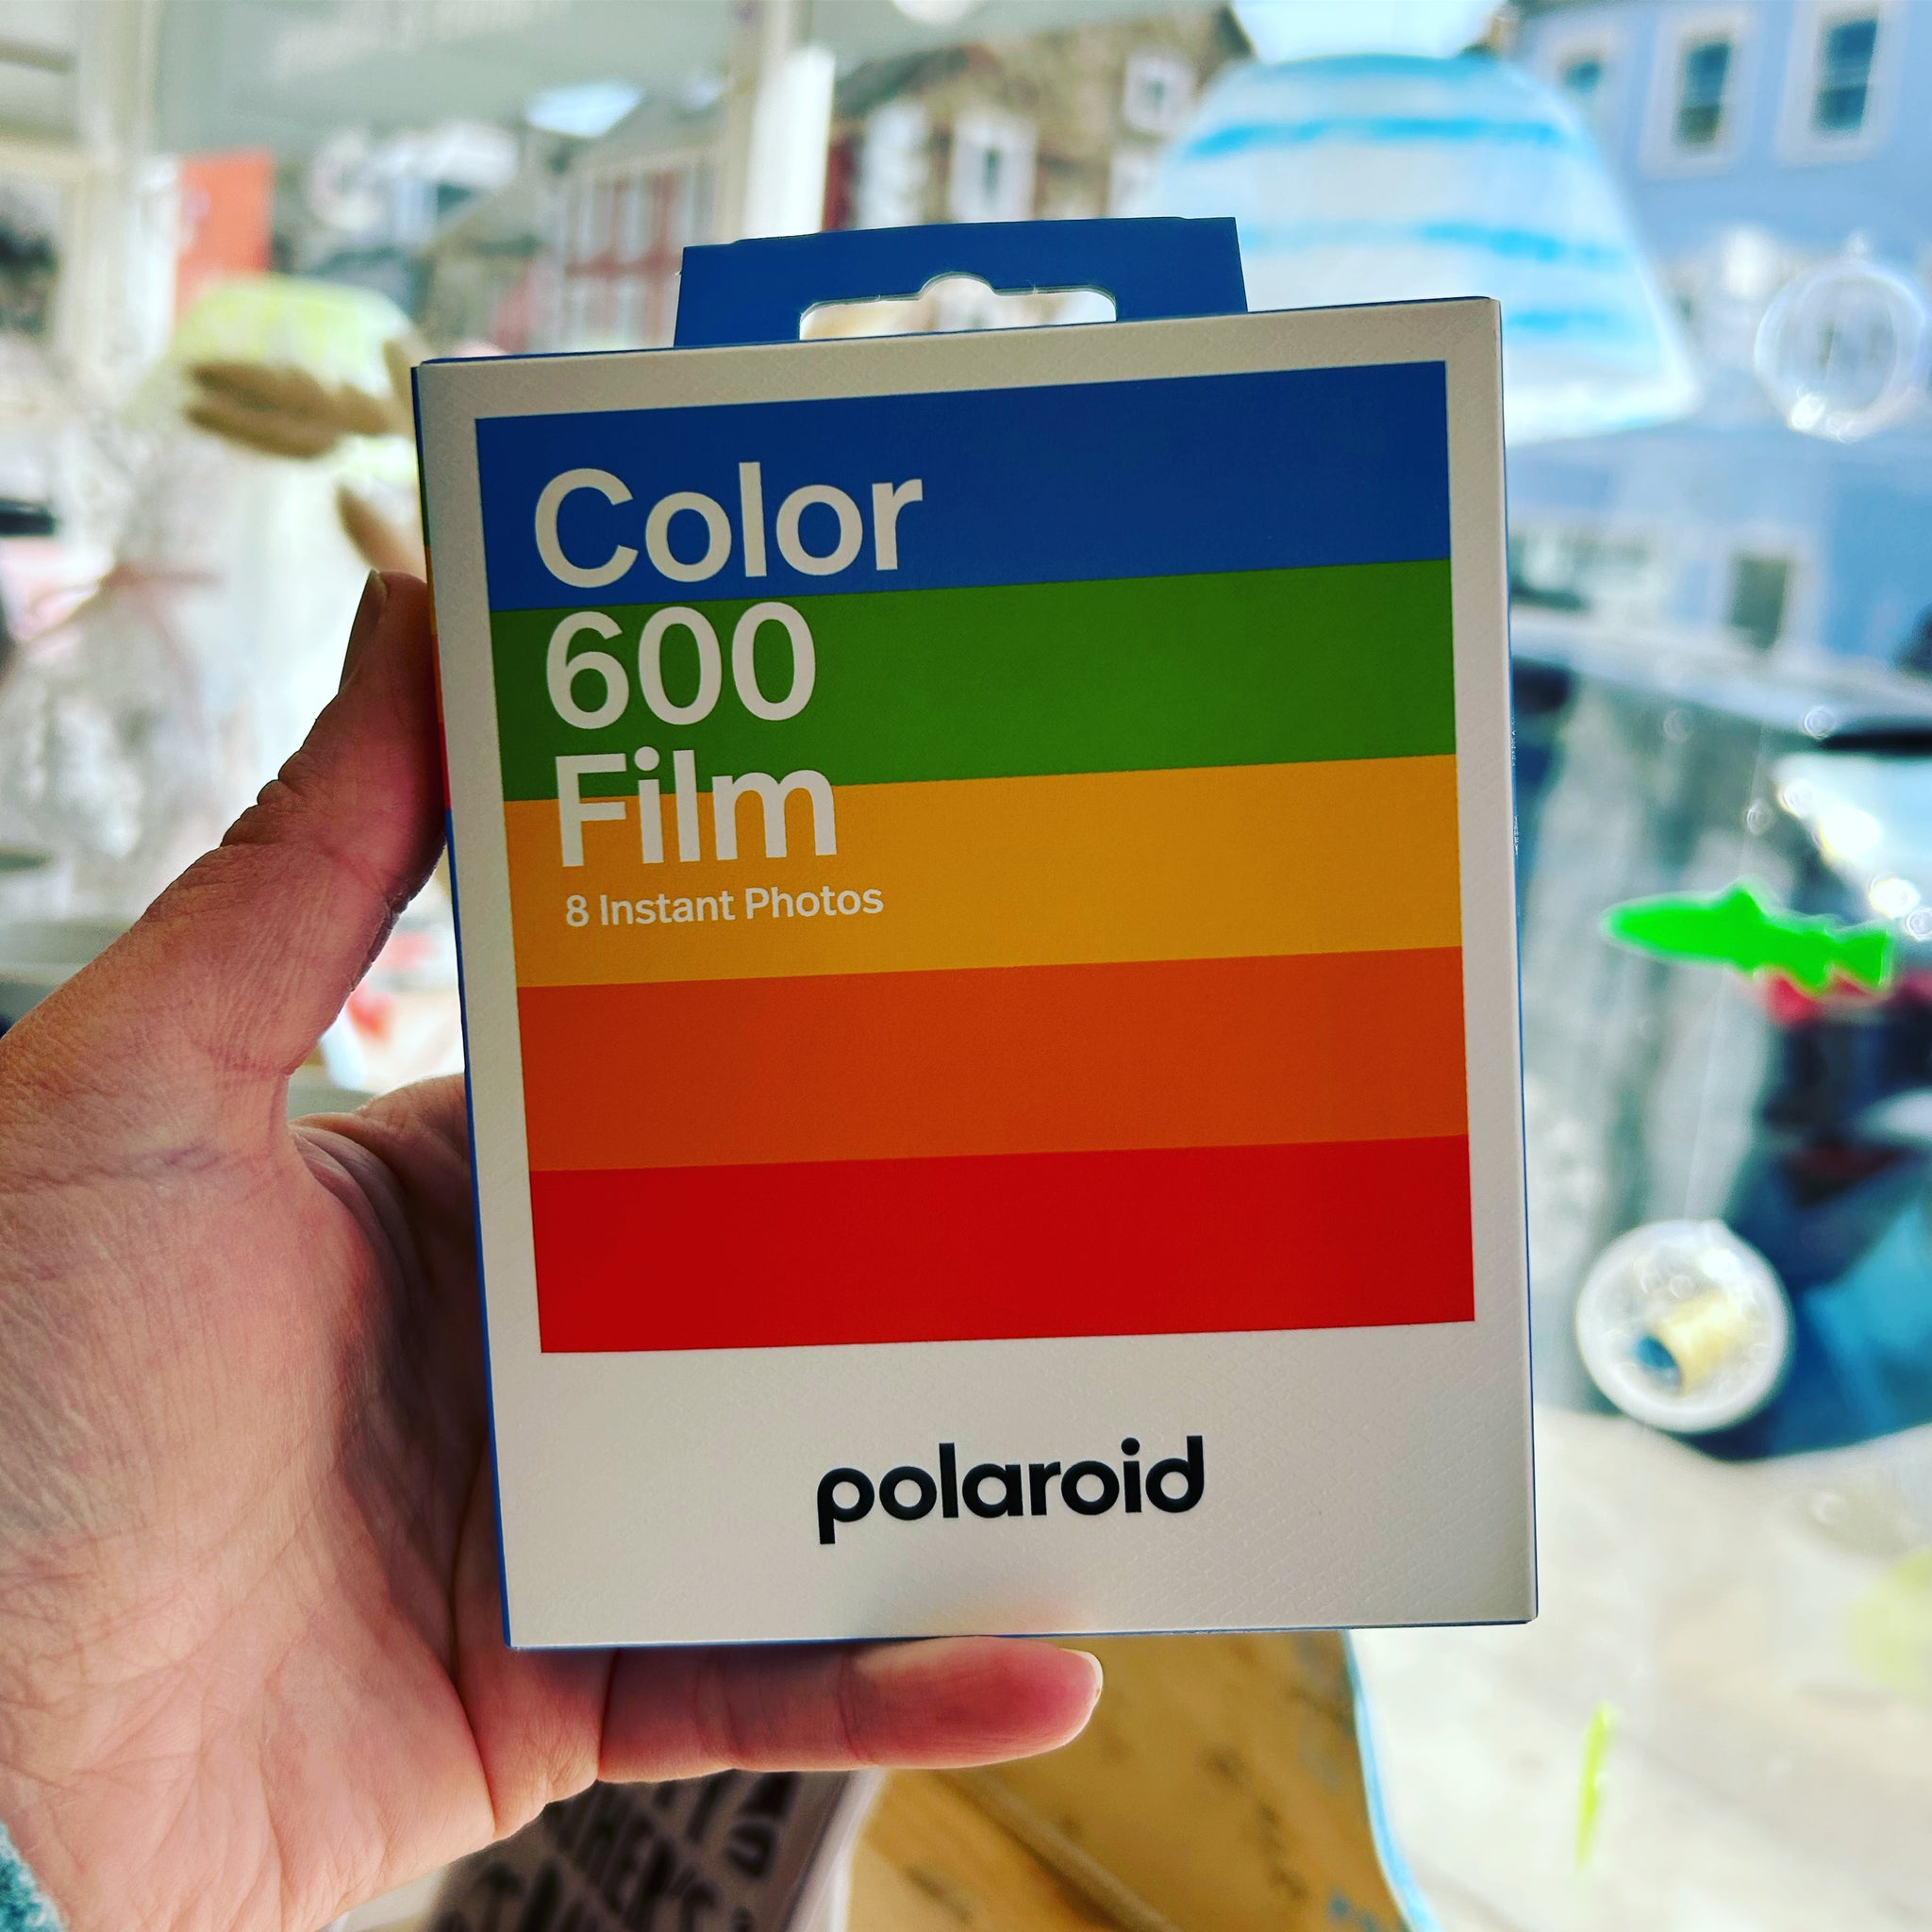 Color
600
Film
8 Instant Photos
polaroid